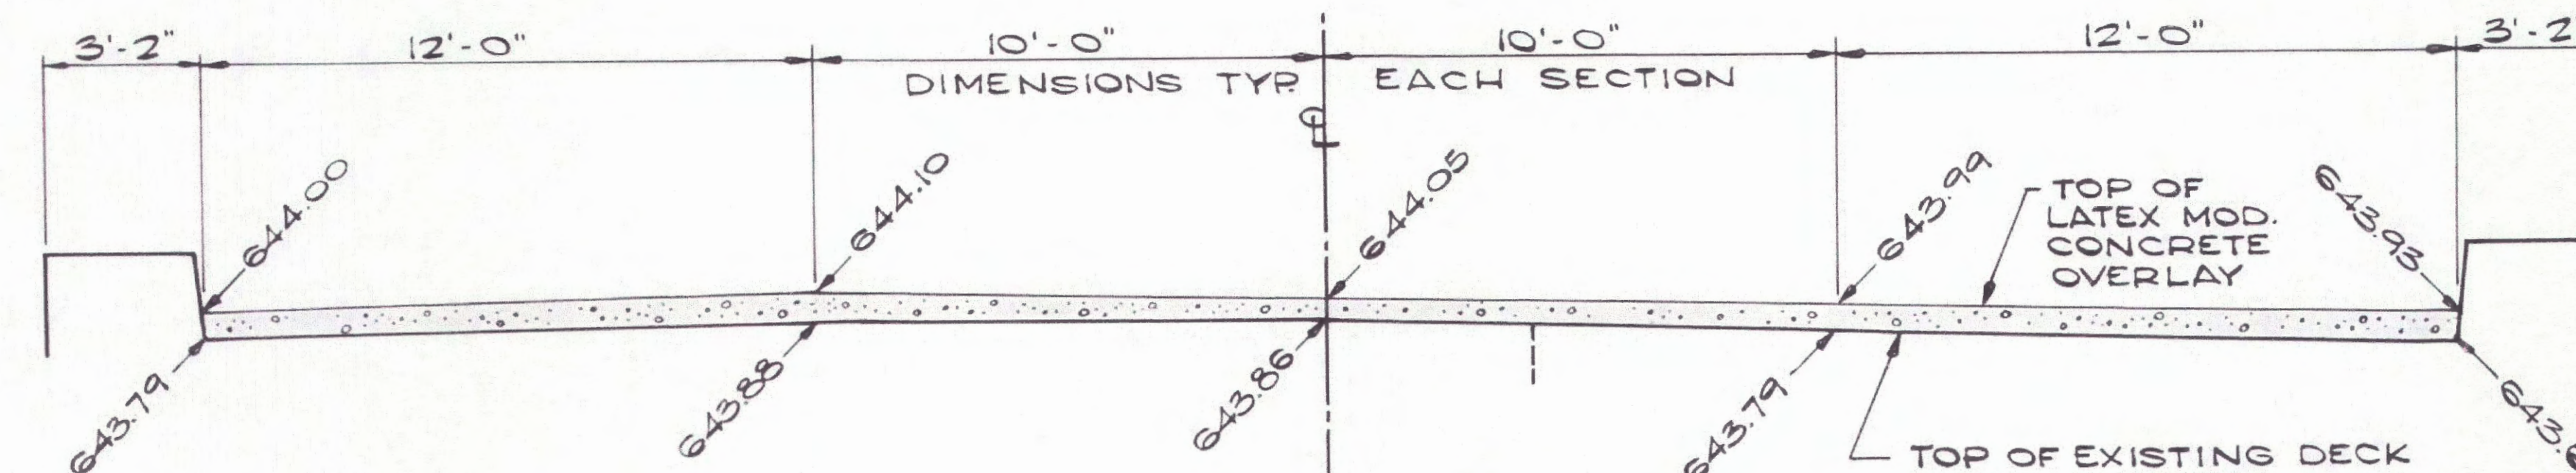 3'-2" 12'-0" 10'-0" 10'-0" 12'-0" 3'-2
DIMENSIONS TYP. EACH SECTION
℄
644.00 644.10 644.05 643.99 643.93
TOP OF
LATEX MOD.
CONCRETE
OVERLAY
643.79 643.88 643.86 643.79 643.
TOP OF EXISTING DECK